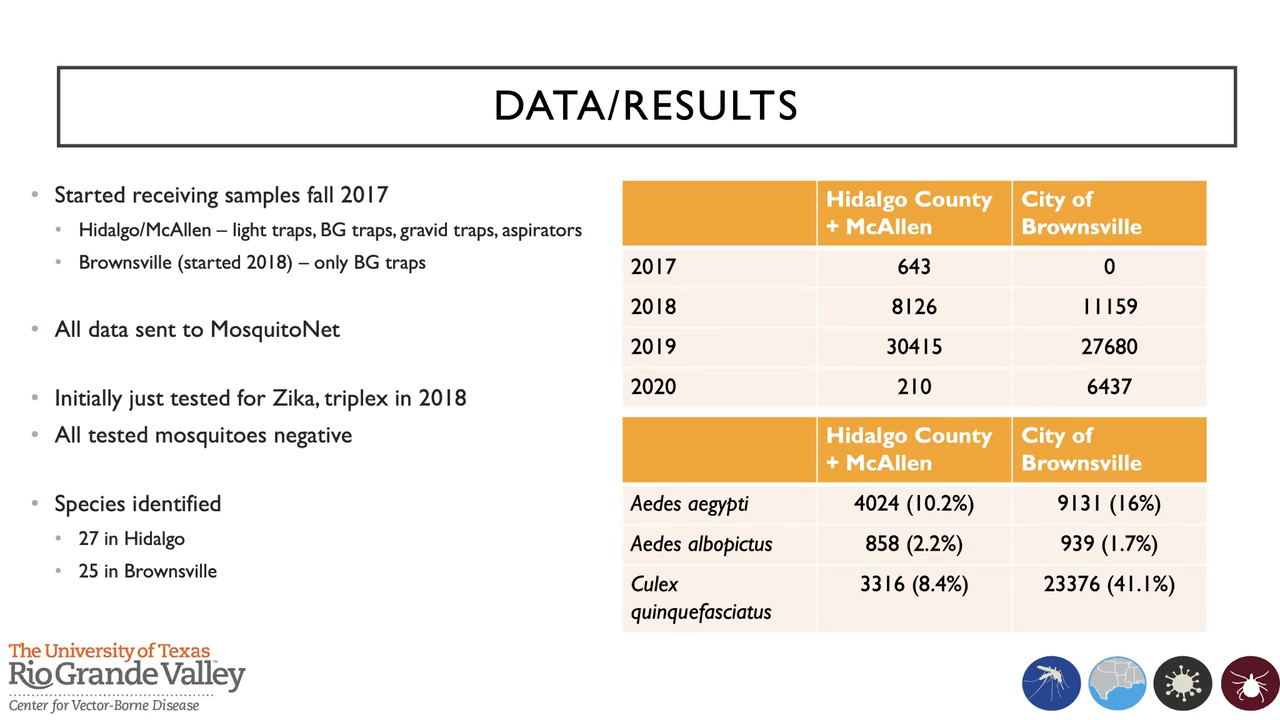 DATA/RESULTS
• Started receiving samples fall 2017
• Hidalgo/McAllen – light traps, BG traps, gravid traps, aspirators
• Brownsville (started 2018) – only BG traps
• All data sent to MosquitoNet
• Initially just tested for Zika, triplex in 2018
• All tested mosquitoes negative
• Species identified
• 27 in Hidalgo
• 25 in Brownsville
Hidalgo County + McAllen City of Brownsville
2017 643 0
2018 8126 11159
2019 30415 27680
2020 210 6437
Hidalgo County + McAllen City of Brownsville
Aedes aegypti 4024 (10.2%) 9131 (16%)
Aedes albopictus 858 (2.2%) 939 (1.7%)
Culex quinquefasciatus 3316 (8.4%) 23376 (41.1%)
The University of Texas
Rio Grande Valley
Center for Vector-Borne Disease